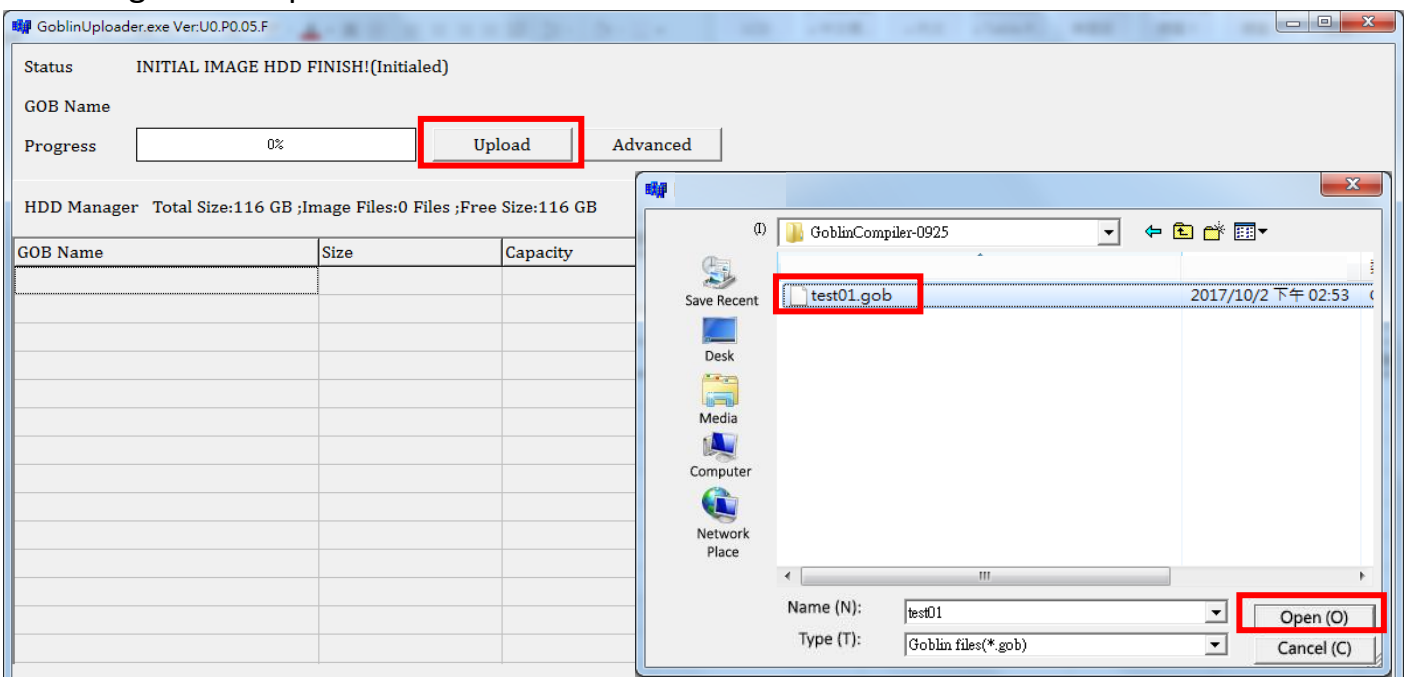 GoblinUploader.exe Ver:U0.P0.05.F
Status INITIAL IMAGE HDD FINISH!(Initialed)
GOB Name
Progress 0% Upload Advanced
HDD Manager Total Size:116 GB ;Image Files:0 Files ;Free Size:116 GB
GOB Name Size Capacity
(I) GoblinCompiler-0925
test01.gob 2017/10/2 下午 02:53
Save Recent
Desk
Media
Computer
Network
Place
Name (N): test01 Open (O)
Type (T): Goblin files(*.gob) Cancel (C)